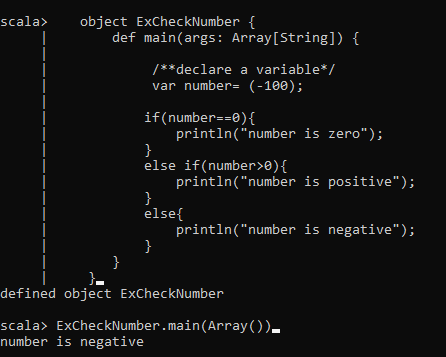 scala>    object ExCheckNumber {
     |        def main(args: Array[String]) {
     |
     |             /**declare a variable*/
     |             var number= (-100);
     |
     |            if(number==0){
     |                println("number is zero");
     |            }
     |            else if(number>0){
     |                println("number is positive");
     |            }
     |            else{
     |                println("number is negative");
     |            }
     |        }
     |     }
defined object ExCheckNumber

scala> ExCheckNumber.main(Array())
number is negative